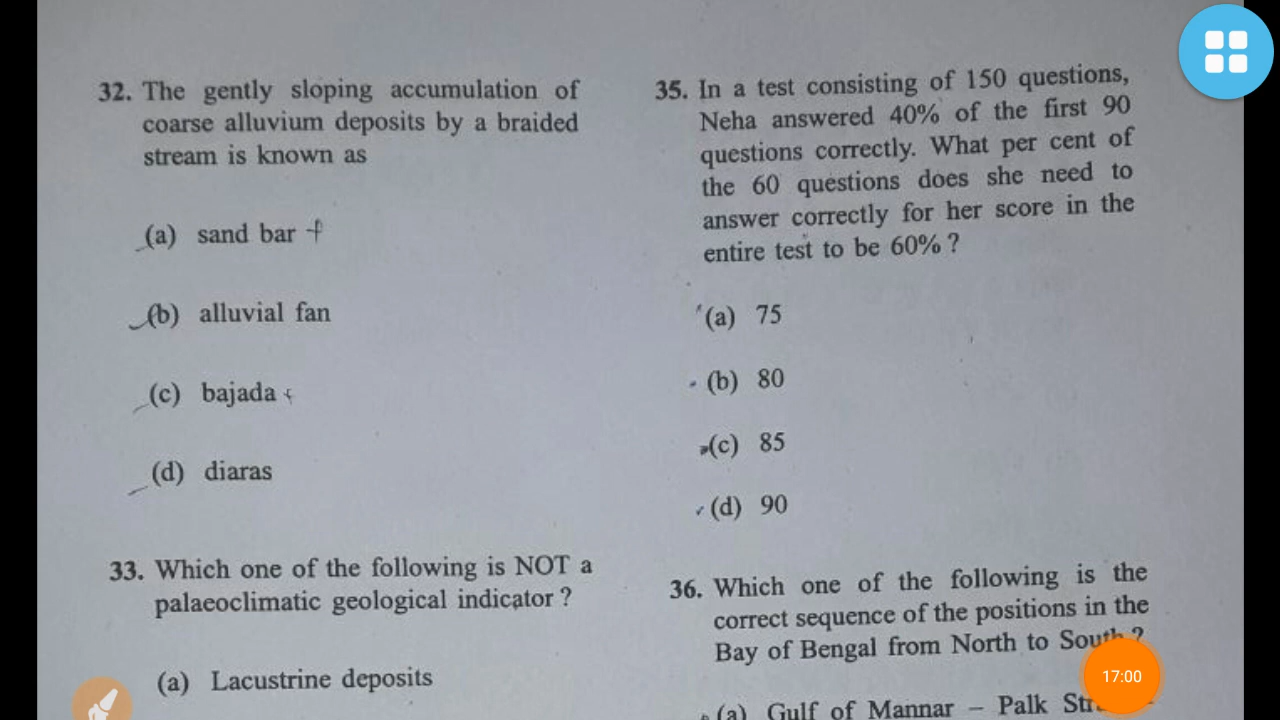 32. The gently sloping accumulation of
coarse alluvium deposits by a braided
stream is known as
(a) sand bar
(b) alluvial fan
(c) bajada
(d) diaras
33. Which one of the following is NOT a
palaeoclimatic geological indicator ?
(a) Lacustrine deposits
35. In a test consisting of 150 questions,
Neha answered 40% of the first 90
questions correctly. What per cent of
the 60 questions does she need to
answer correctly for her score in the
entire test to be 60% ?
(a) 75
(b) 80
(c) 85
(d) 90
36. Which one of the following is the
correct sequence of the positions in the
Bay of Bengal from North to South ?
(a) Gulf of Mannar – Palk
17:00